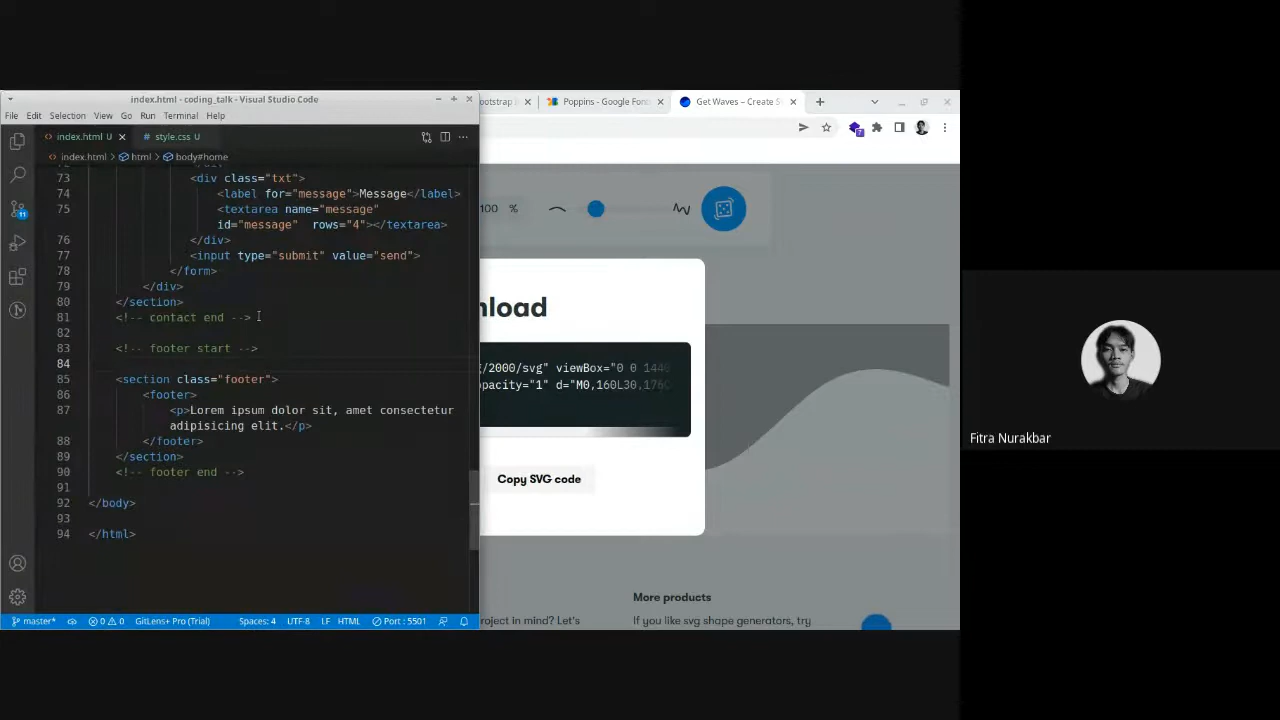 index.html - coding_talk - Visual Studio Code
File Edit Selection View Go Run Terminal Help
index.html U
style.css U
index.html > html > body#home
73 <div class="txt">
74 <label for="message">Message</label>
75 <textarea name="message"
id="message" rows="4"></textarea>
76 </div>
77 <input type="submit" value="send">
78 </form>
79 </div>
80 </section>
81 <!-- contact end -->
82
83 <!-- footer start -->
84
85 <section class="footer">
86 <footer>
87 <p>Lorem ipsum dolor sit, amet consectetur
adipisicing elit.</p>
88 </footer>
89 </section>
90 <!-- footer end -->
91
92 </body>
93
94 </html>
11
master* 0 0 GitLens+ Pro (Trial) Spaces: 4 UTF-8 LF HTML Port : 5501
Poppins - Google Font
Get Waves – Create S
7
100 %
nload
/2000/svg" viewBox="0 0 1440
pacity="1" d="M0,160L30,176C
Copy SVG code
More products
roject in mind? Let's
If you like svg shape generators, try
Fitra Nurakbar